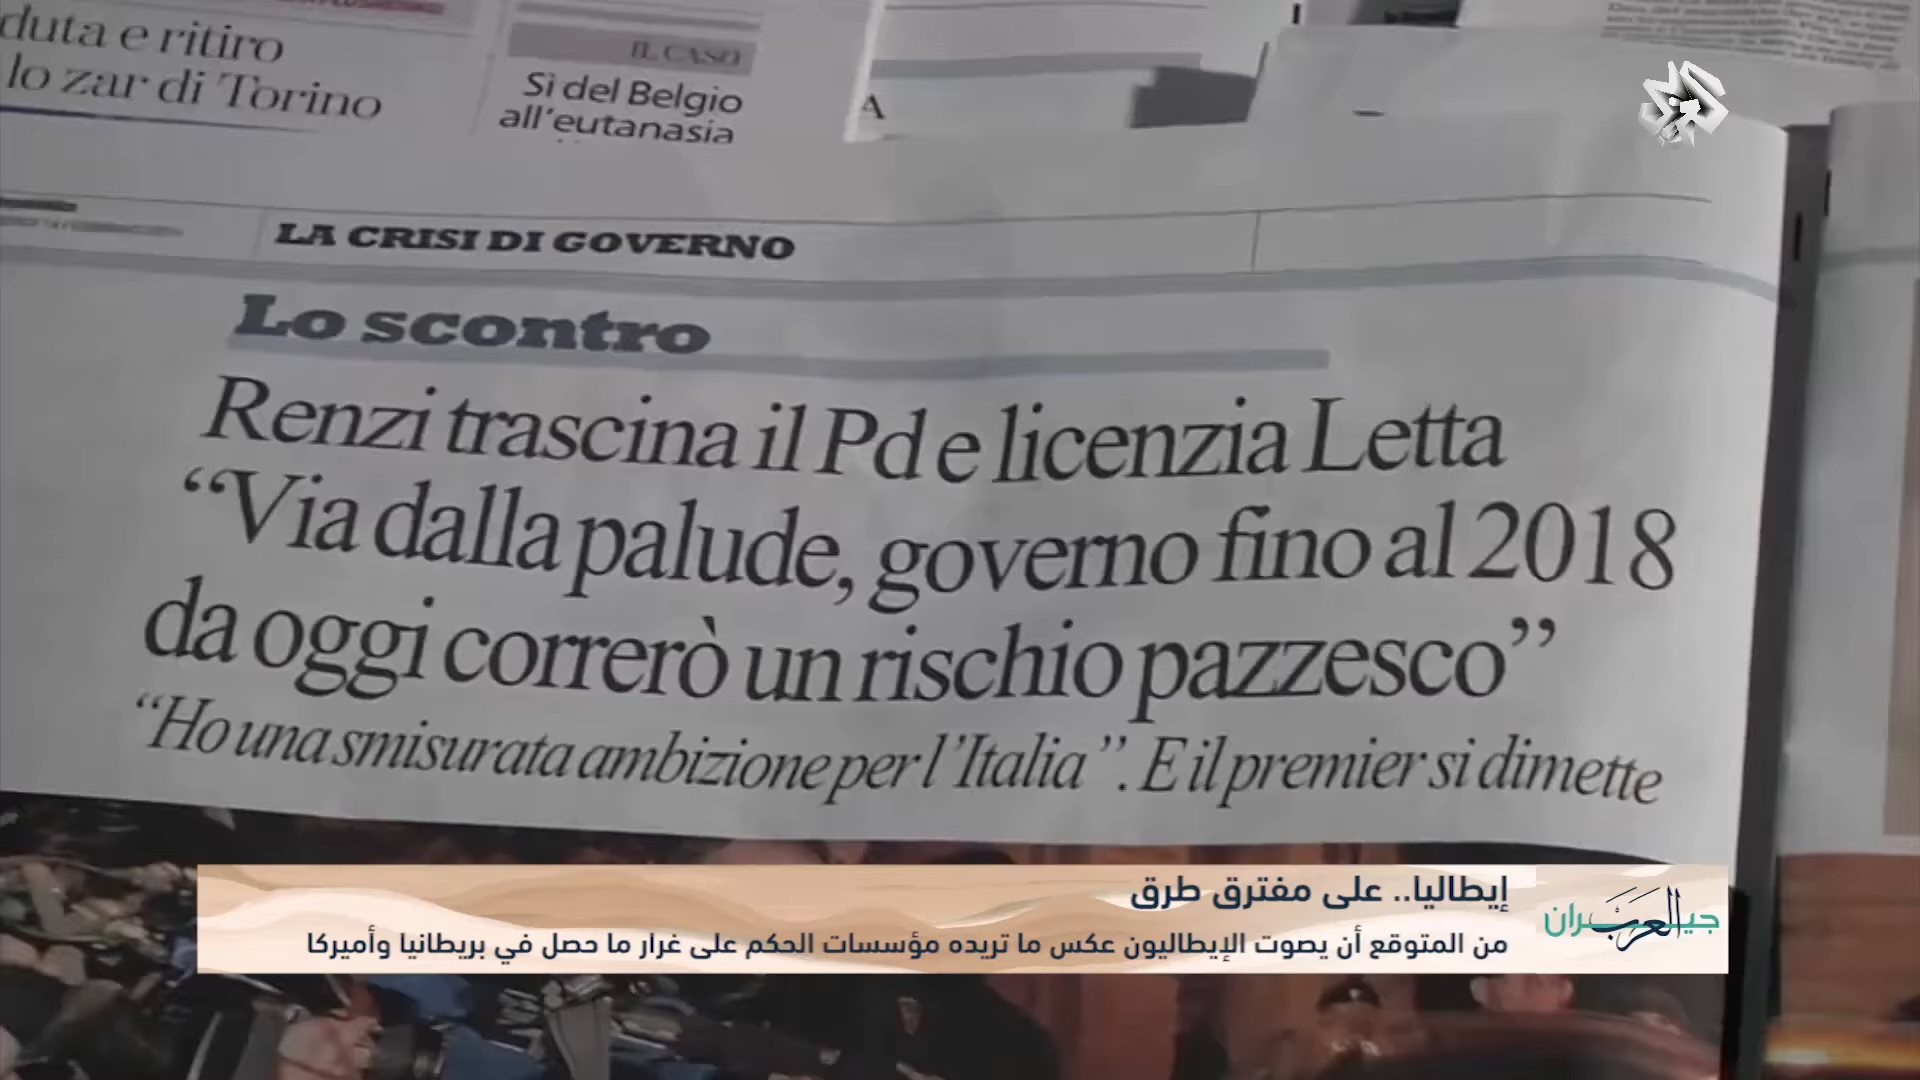 duta e ritiro
lo zar di Torino
IL CASO
Sì del Belgio
all'eutanasia
A
LA CRISI DI GOVERNO
Lo scontro
Renzi trascina il Pd e licenzia Letta
“Via dalla palude, governo fino al 2018
da oggi correrò un rischio pazzesco”
“Ho una smisurata ambizione per l'Italia”. E il premier si dimette
إيطاليا.. على مفترق طرق
من المتوقع أن يصوت الإيطاليون عكس ما تريده مؤسسات الحكم على غرار ما حصل في بريطانيا وأميركا
جيران العرب